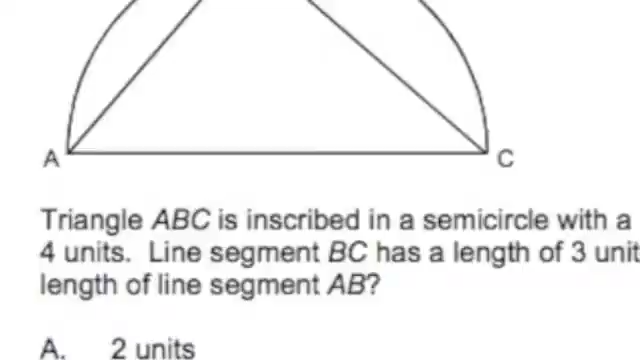 A
C
Triangle ABC is inscribed in a semicircle with a
4 units. Line segment BC has a length of 3 unit
length of line segment AB?
A. 2 units